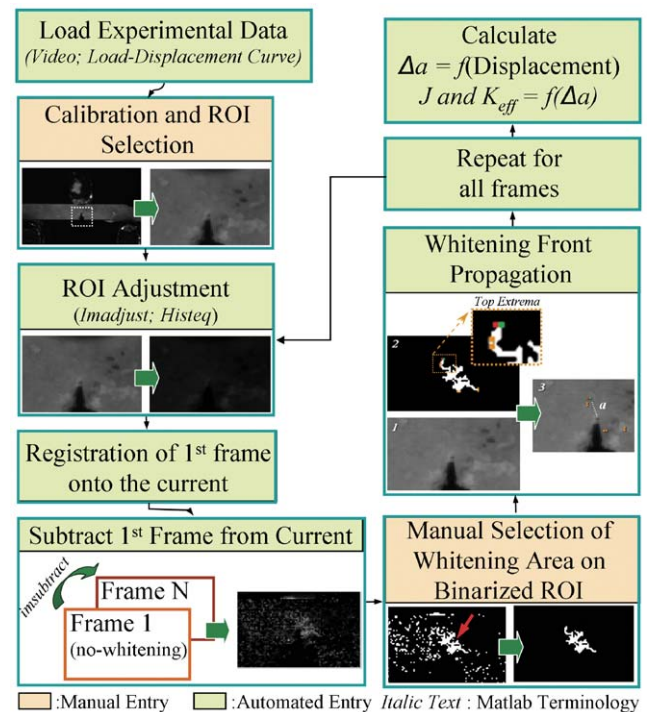 Load Experimental Data
(Video; Load-Displacement Curve)
Calibration and ROI
Selection
ROI Adjustment
(Imadjust; Histeq)
Registration of 1st frame
onto the current
Subtract 1st Frame from Current
imsubtract
Frame N
Frame 1
(no-whitening)
Manual Selection of
Whitening Area on
Binarized ROI
Whitening Front
Propagation
Top Extrema
2
1
3
a
Repeat for
all frames
Calculate
Δa = f(Displacement)
J and Keff = f(Δa)
:Manual Entry :Automated Entry Italic Text : Matlab Terminology